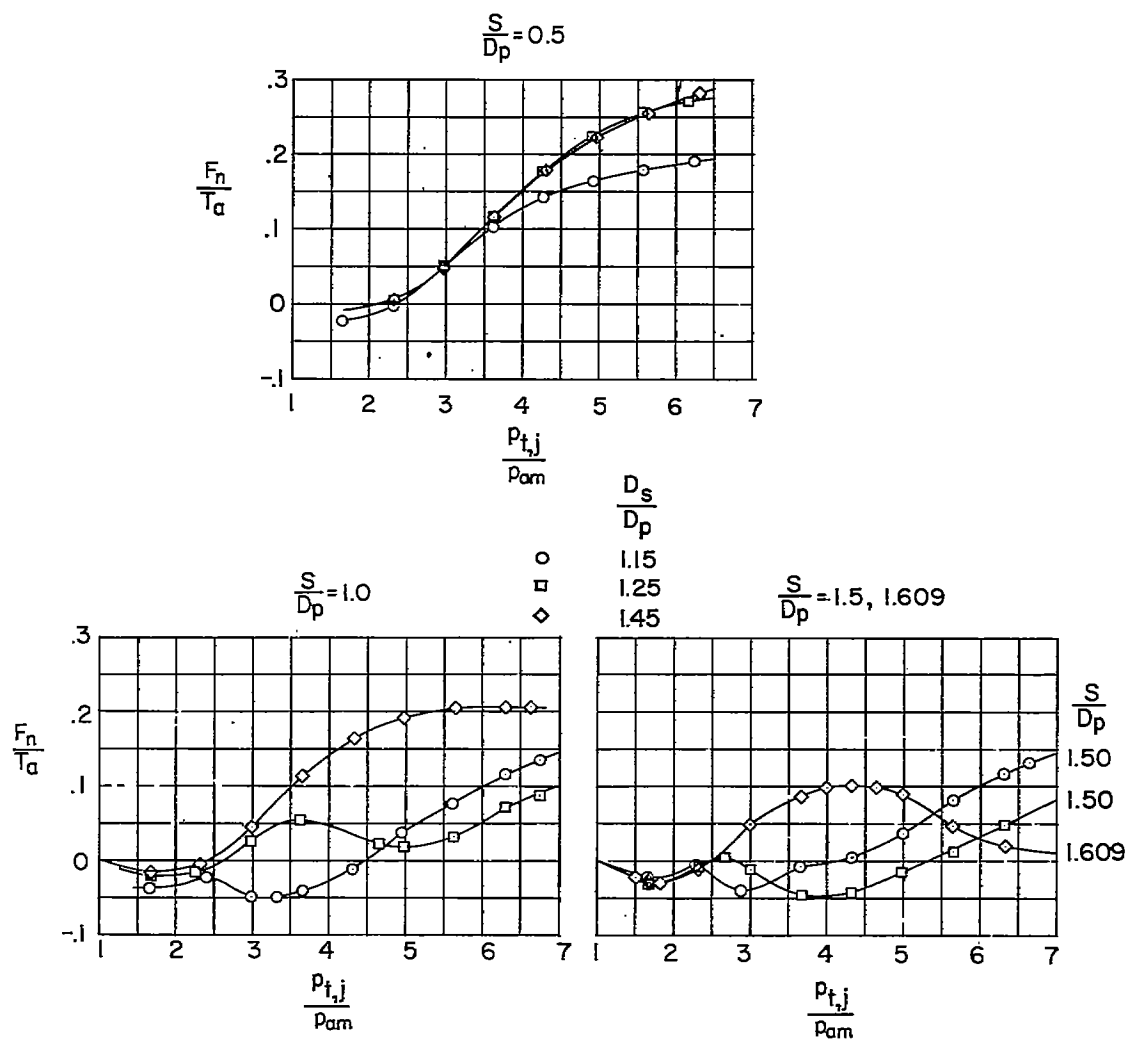 S/Dp = 0.5
.3
.2
.1
0
-.1
Fn/Ta
1 2 3 4 5 6 7
pt,j/pam
Ds/Dp
1.15
1.25
1.45
S/Dp = 1.0
S/Dp = 1.5, 1.609
.3
.2
.1
0
-.1
Fn/Ta
1 2 3 4 5 6 7
pt,j/pam
S/Dp
1.50
1.50
1.609
1 2 3 4 5 6 7
pt,j/pam